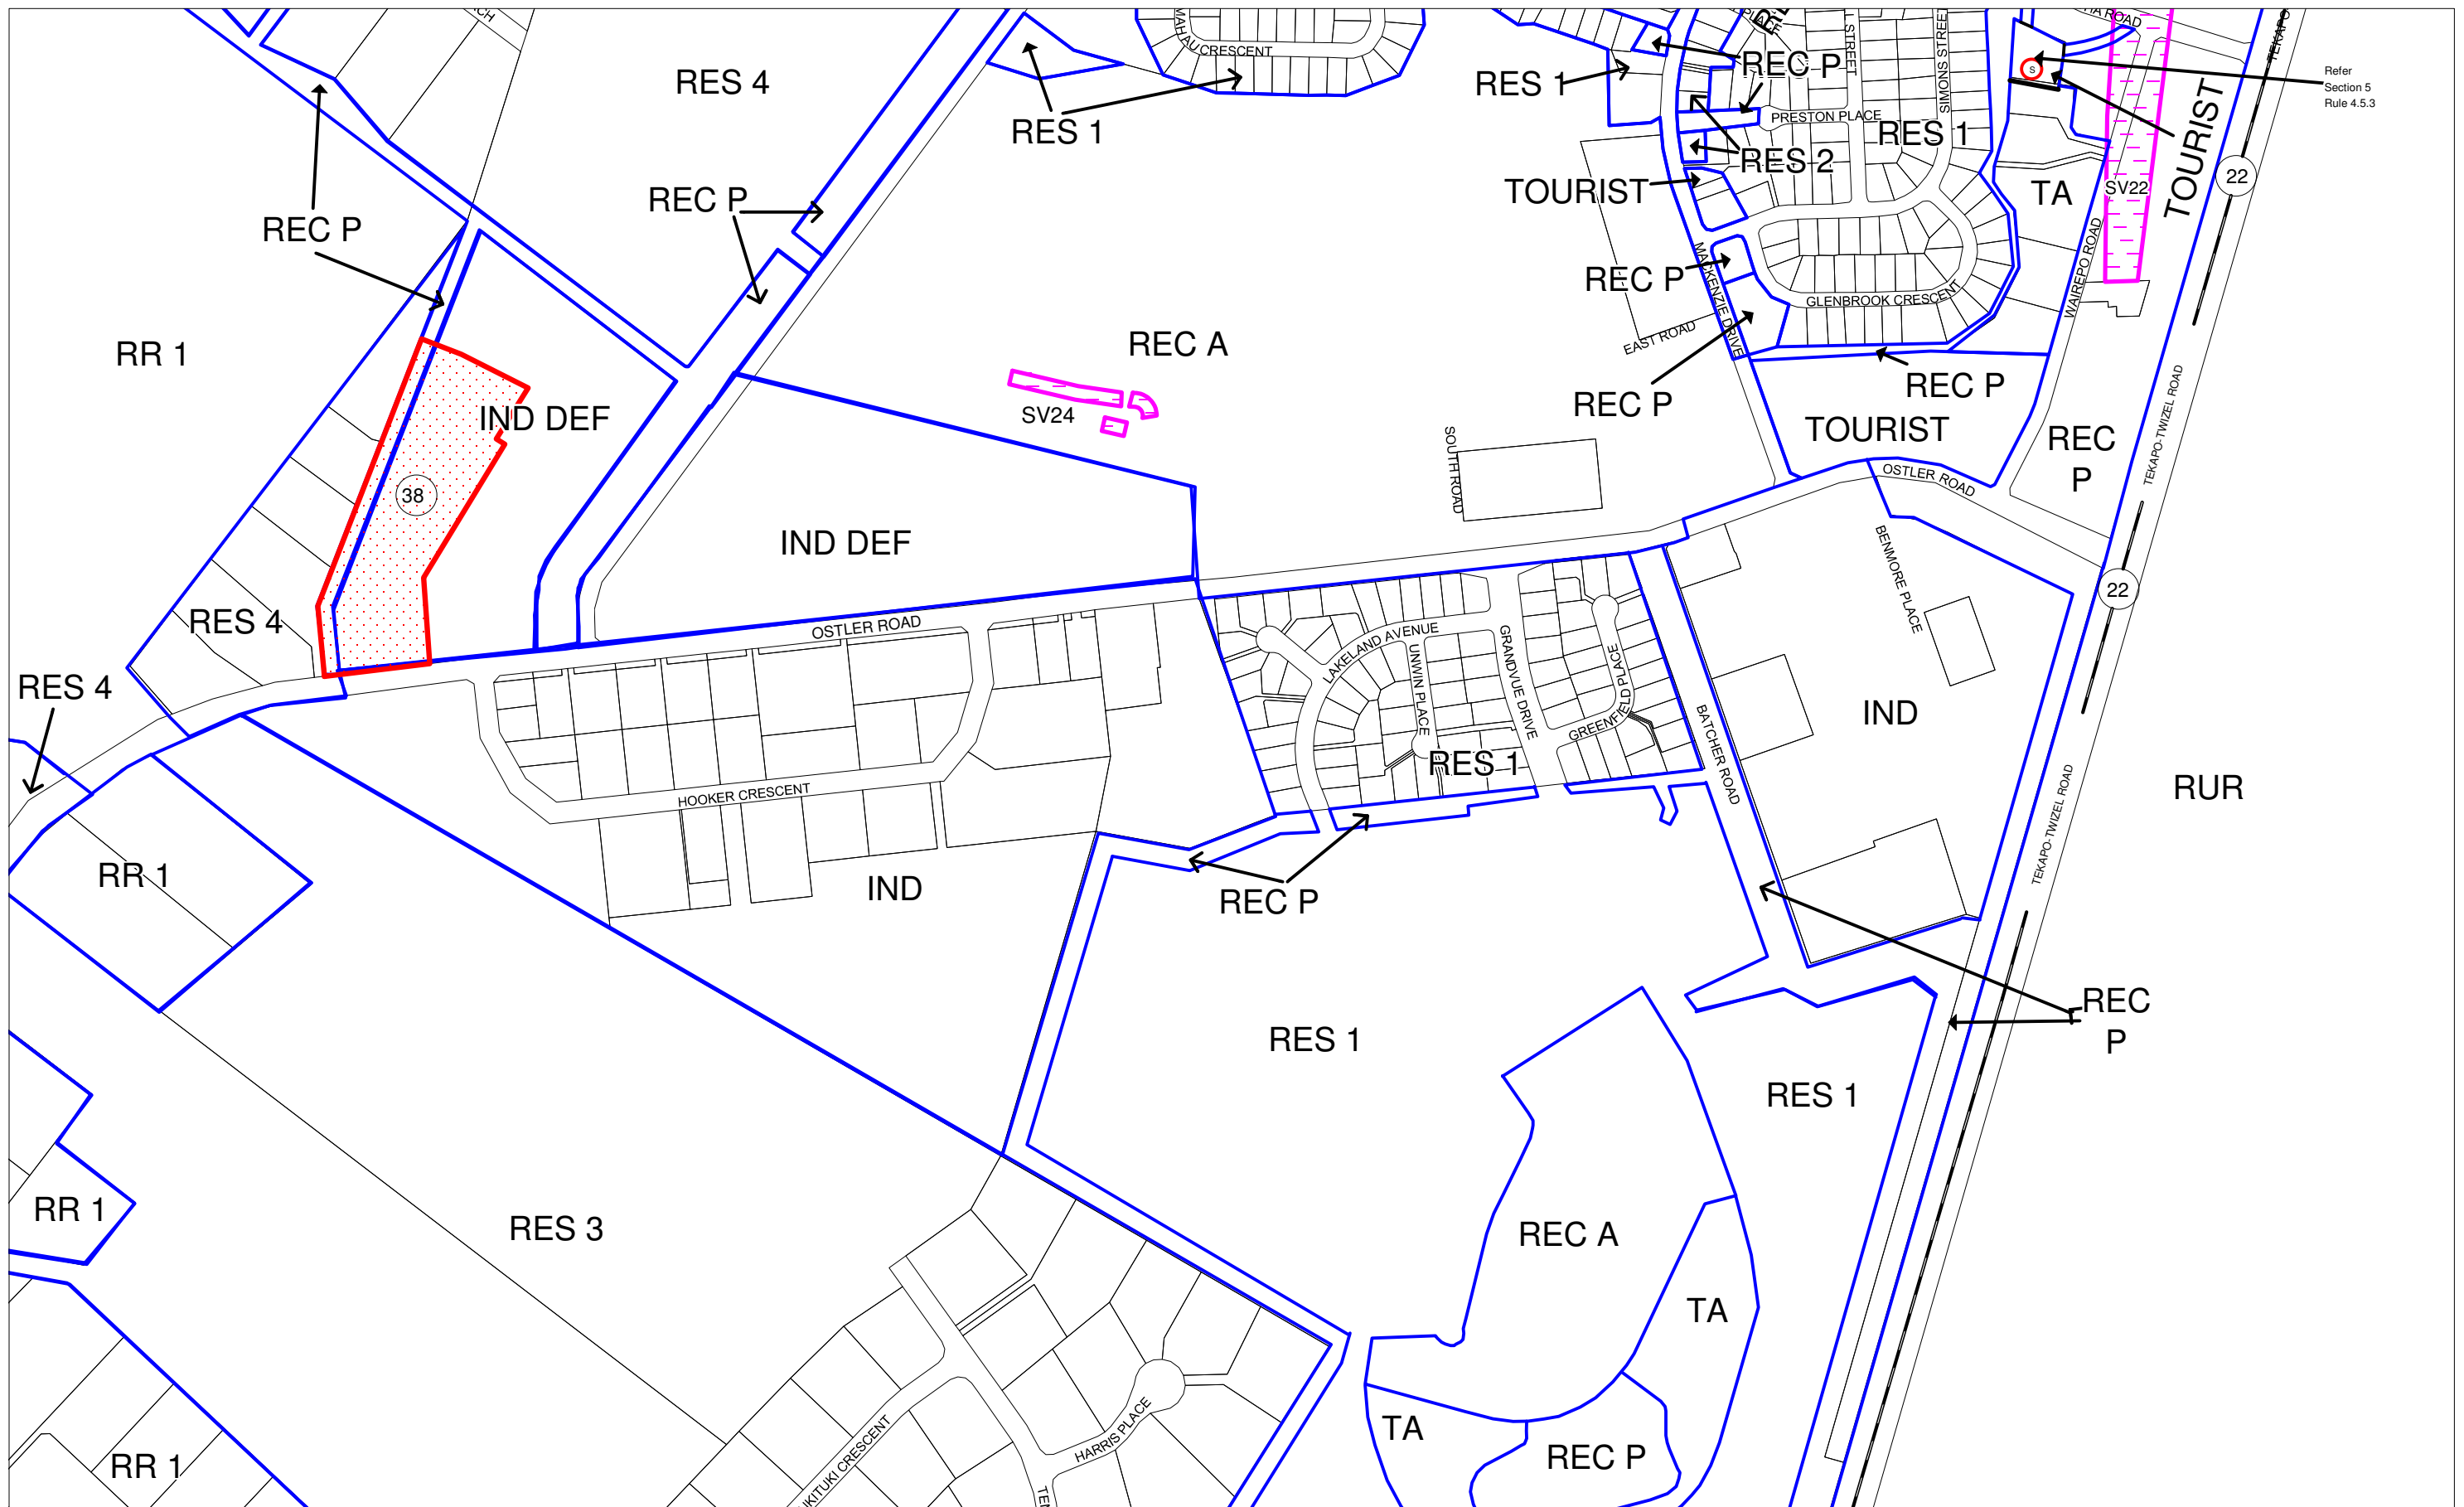 RES 4
MAHAU CRESCENT
RES 1
REC P
REC P
RES 1
REC P
STREET
SIMONS STREET
PRESTON PLACE
RES 1
RES 2
TOURIST
TEKAPO
Refer
Section 5
Rule 4.5.3
S
TOURIST
22
TA
SV22
WAIREPO ROAD
RR 1
REC A
SV24
REC P
MACKENZIE DRIVE
GLENBROOK CRESCENT
EAST ROAD
REC P
REC P
TOURIST
REC
P
TEKAPO-TWIZEL ROAD
IND DEF
38
IND DEF
SOUTH ROAD
OSTLER ROAD
BENMORE PLACE
22
RES 4
OSTLER ROAD
LAKELAND AVENUE
UNWIN PLACE
GRANDVUE DRIVE
GREENFIELD PLACE
RES 1
BATCHER ROAD
IND
TEKAPO-TWIZEL ROAD
RUR
RES 4
HOOKER CRESCENT
RR 1
IND
REC P
REC
P
RES 1
RES 1
RR 1
RES 3
REC A
TA
TA
REC P
HARRIS PLACE
RR 1